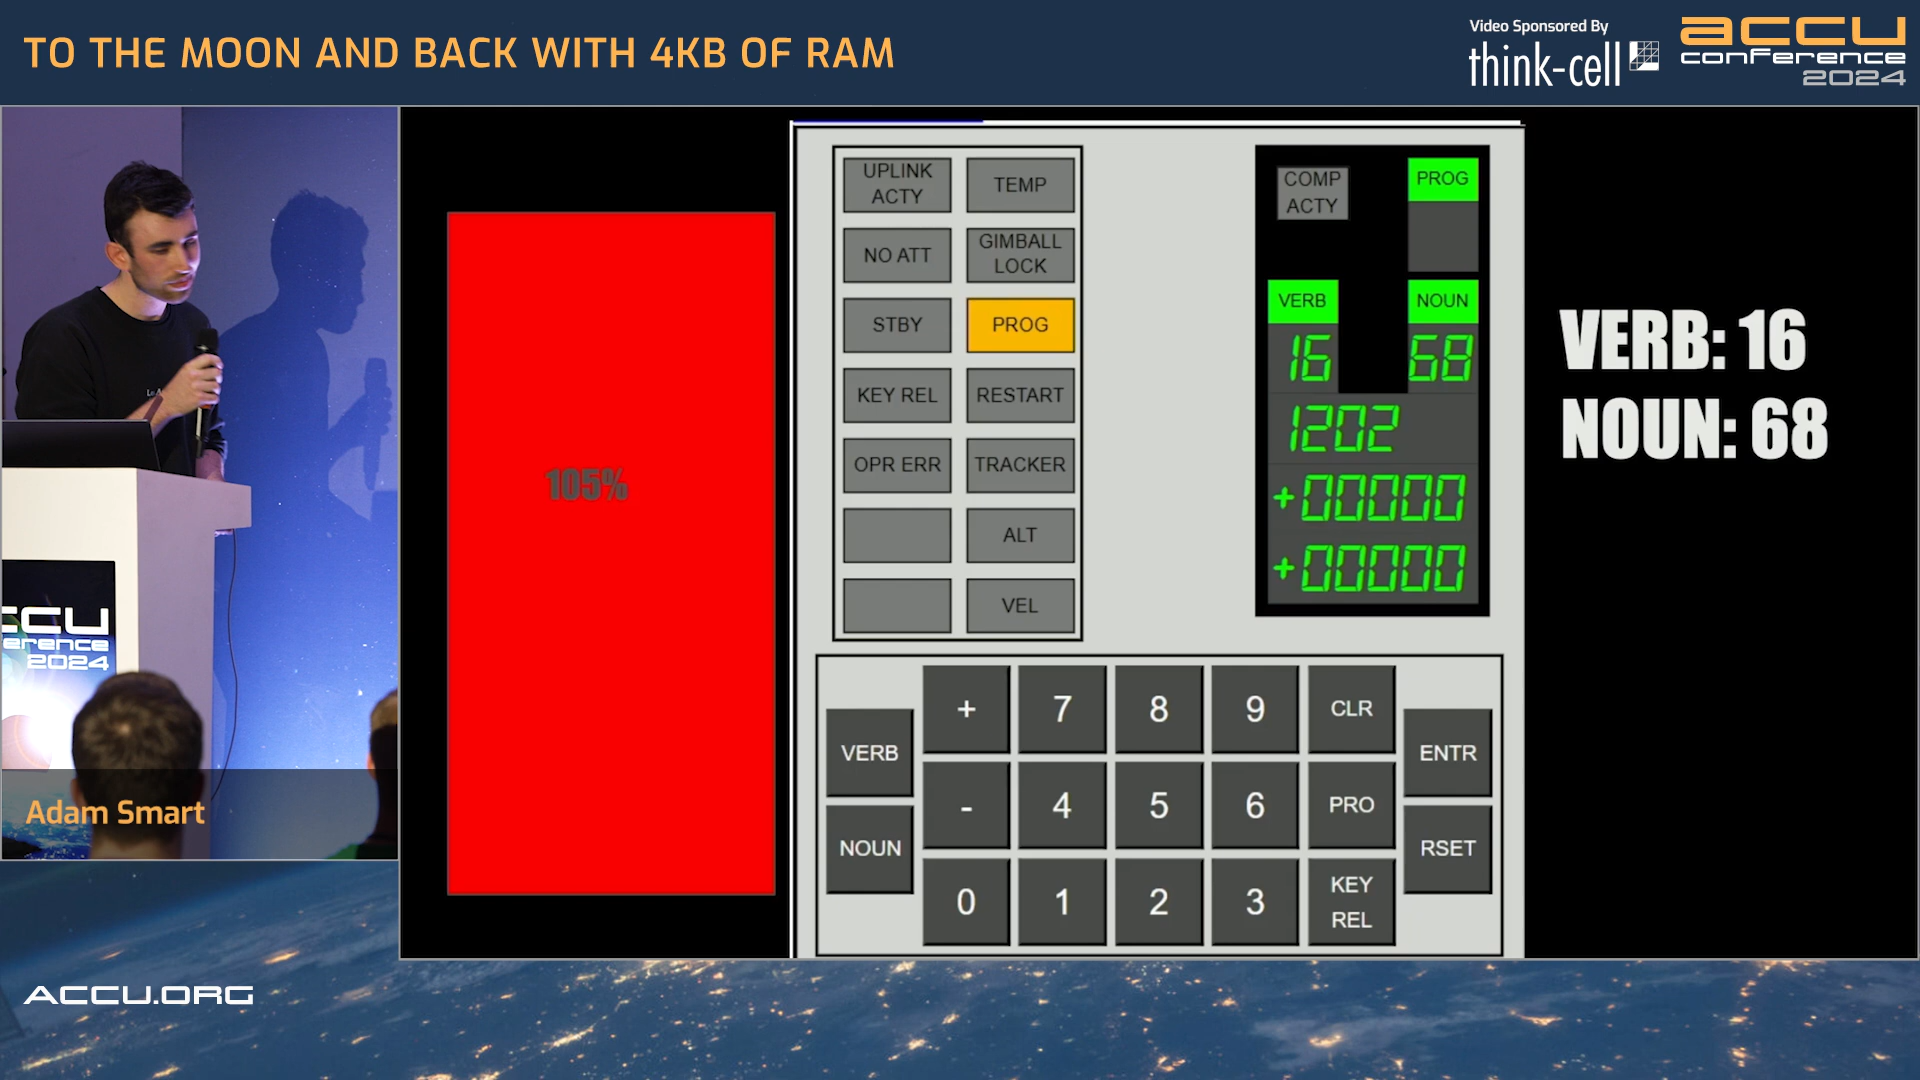 TO THE MOON AND BACK WITH 4KB OF RAM
Video Sponsored By
think-cell
accu
conference
2024
UPLINK
ACTY
TEMP
NO ATT
GIMBALL
LOCK
STBY
PROG
KEY REL
RESTART
OPR ERR
TRACKER
ALT
VEL
COMP
ACTY
PROG
VERB
NOUN
16
68
1202
+00000
+00000
VERB: 16
NOUN: 68
105%
+
7
8
9
CLR
VERB
ENTR
-
4
5
6
PRO
NOUN
RSET
0
1
2
3
KEY
REL
ccu
erence
2024
Adam Smart
ACCU.ORG